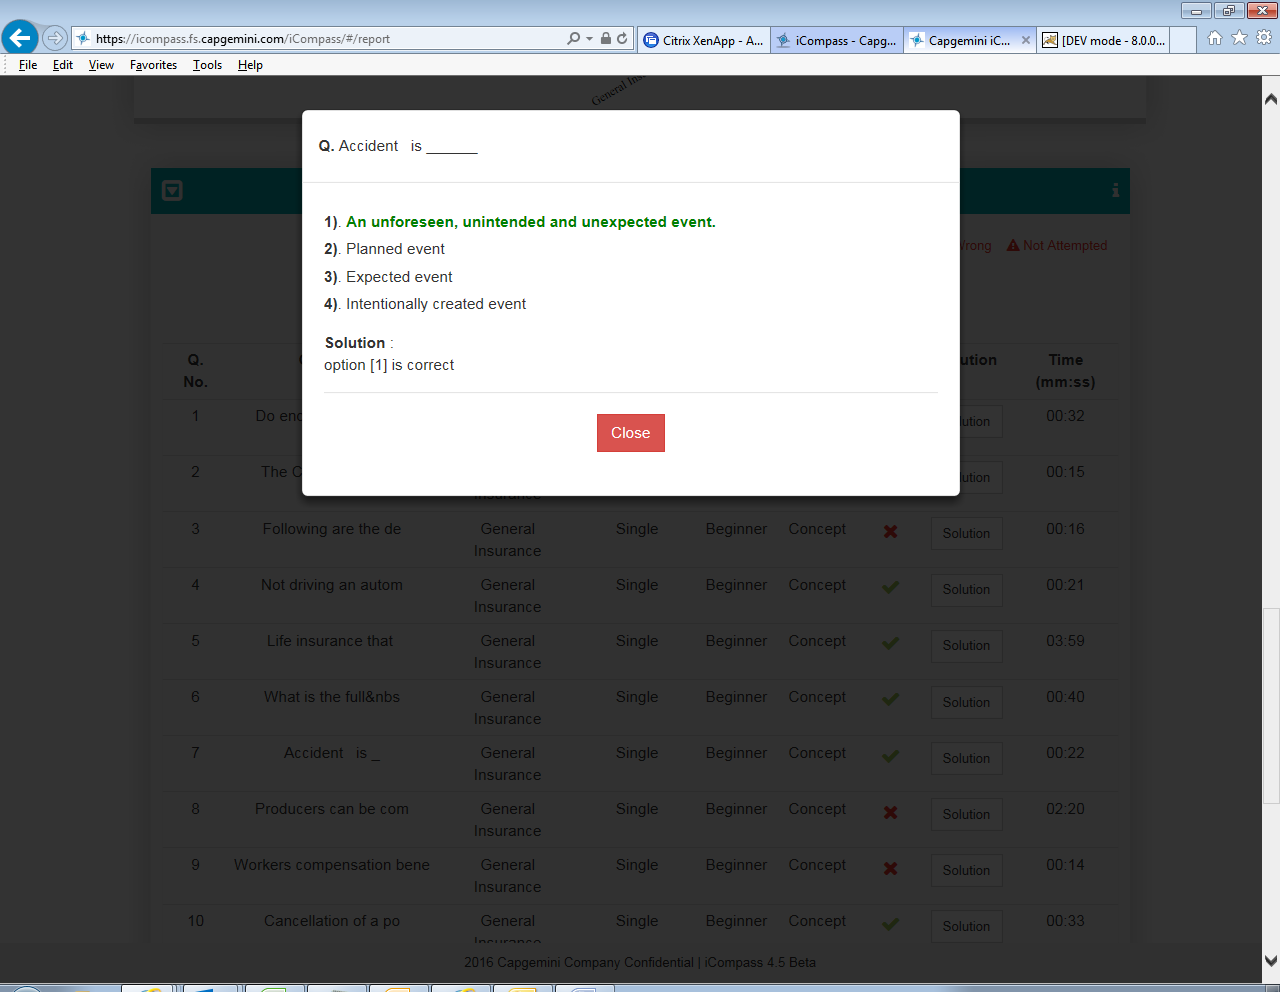 https://icompass.fs.capgemini.com/iCompass/#/report
Citrix XenApp - A...
iCompass - Capg...
Capgemini iC...
[DEV mode - 8.0.0...
File Edit View Favorites Tools Help
Q. Accident is ______
1). An unforeseen, unintended and unexpected event.
2). Planned event
3). Expected event
4). Intentionally created event
Solution :
option [1] is correct
Close
Not Attempted
Q. No. Time (mm:ss)
1 00:32
2 00:15
3 Following are the de General Insurance Single Beginner Concept Solution 00:16
4 Not driving an autom General Insurance Single Beginner Concept Solution 00:21
5 Life insurance that General Insurance Single Beginner Concept Solution 03:59
6 What is the full&nbs General Insurance Single Beginner Concept Solution 00:40
7 Accident is _ General Insurance Single Beginner Concept Solution 00:22
8 Producers can be com General Insurance Single Beginner Concept Solution 02:20
9 Workers compensation bene General Insurance Single Beginner Concept Solution 00:14
10 Cancellation of a po General Insurance Single Beginner Concept Solution 00:33
2016 Capgemini Company Confidential | iCompass 4.5 Beta